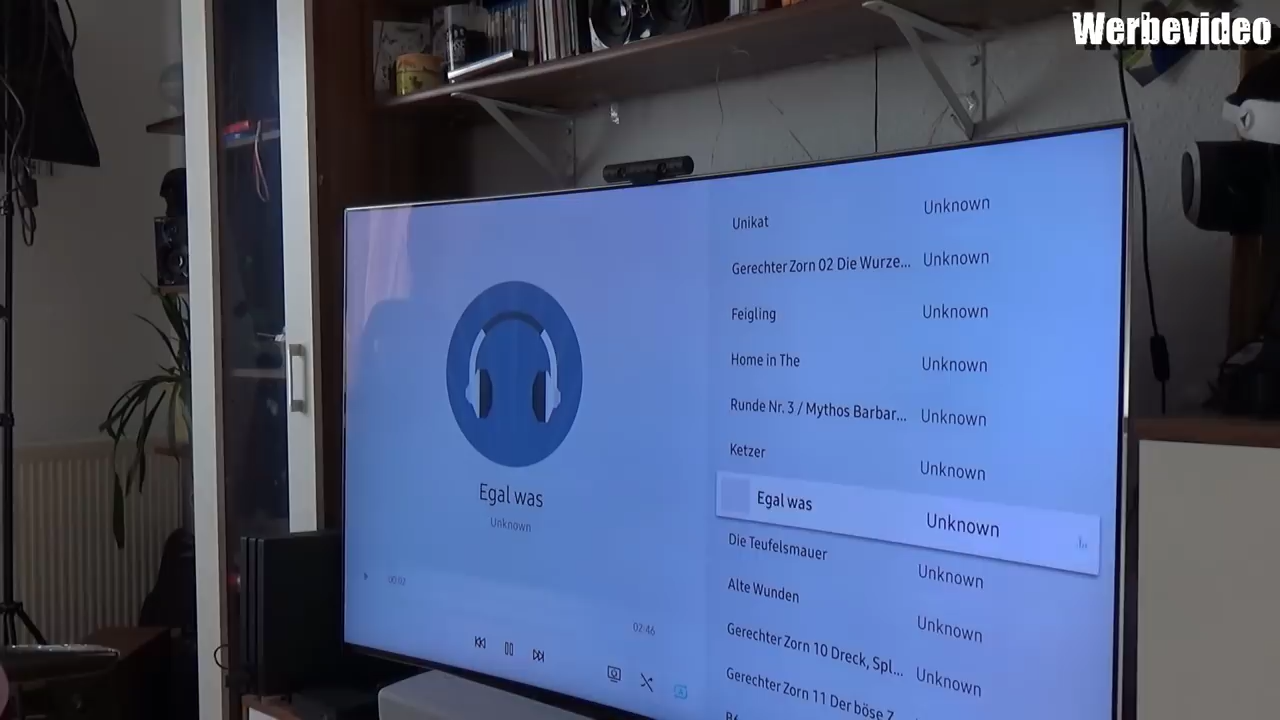 Werbevideo
Unikat Unknown
Gerechter Zorn 02 Die Wurze... Unknown
Feigling Unknown
Home in The Unknown
Runde Nr. 3 / Mythos Barbar... Unknown
Ketzer Unknown
Egal was Unknown
Die Teufelsmauer Unknown
Alte Wunden Unknown
Gerechter Zorn 10 Dreck, Spl... Unknown
Gerechter Zorn 11 Der böse Z
Egal was
Unknown
02:46